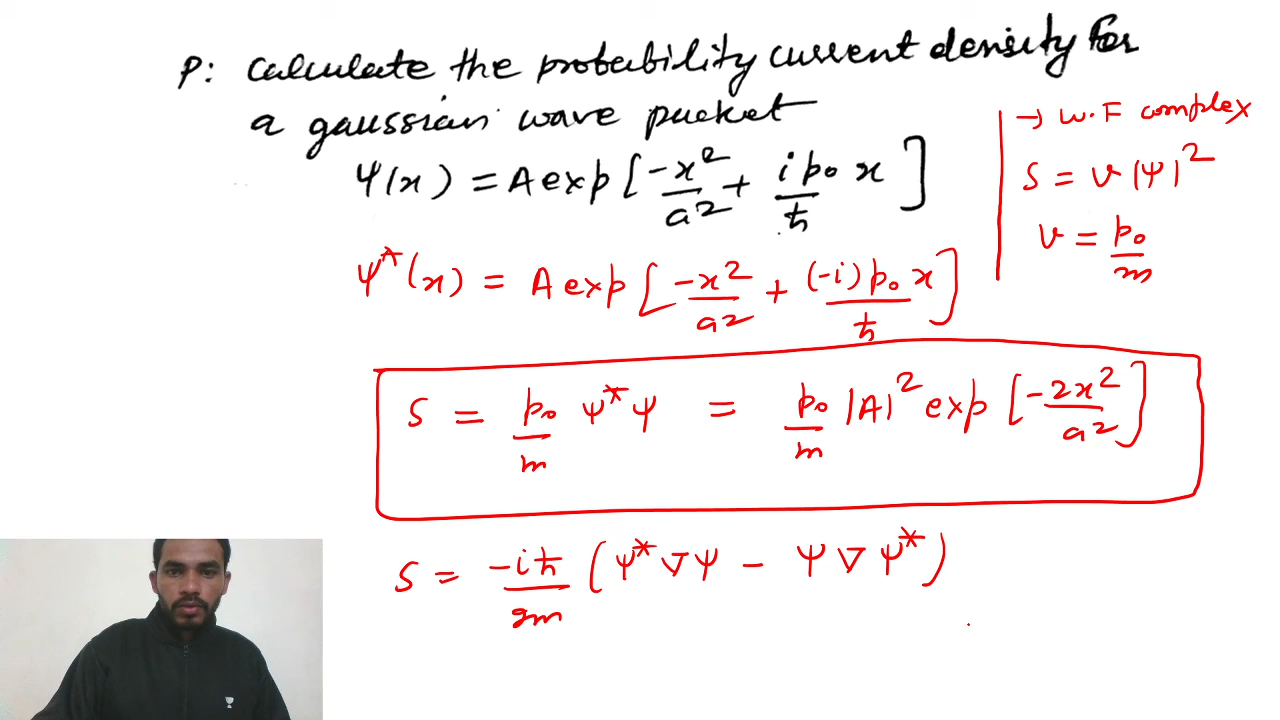 P: Calculate the probability current density for
a gaussian wave packet
ψ(x) = A exp [ -x²/a² + i p₀ x/ħ ]
→ W.F complex
S = v |ψ|²
v = p₀/m
ψ*(x) = A exp [ -x²/a² + (-i) p₀ x/ħ ]
S = p₀/m ψ*ψ = p₀/m |A|² exp [ -2x²/a² ]
S = -iħ/2m ( ψ* ∇ψ - ψ ∇ψ* )